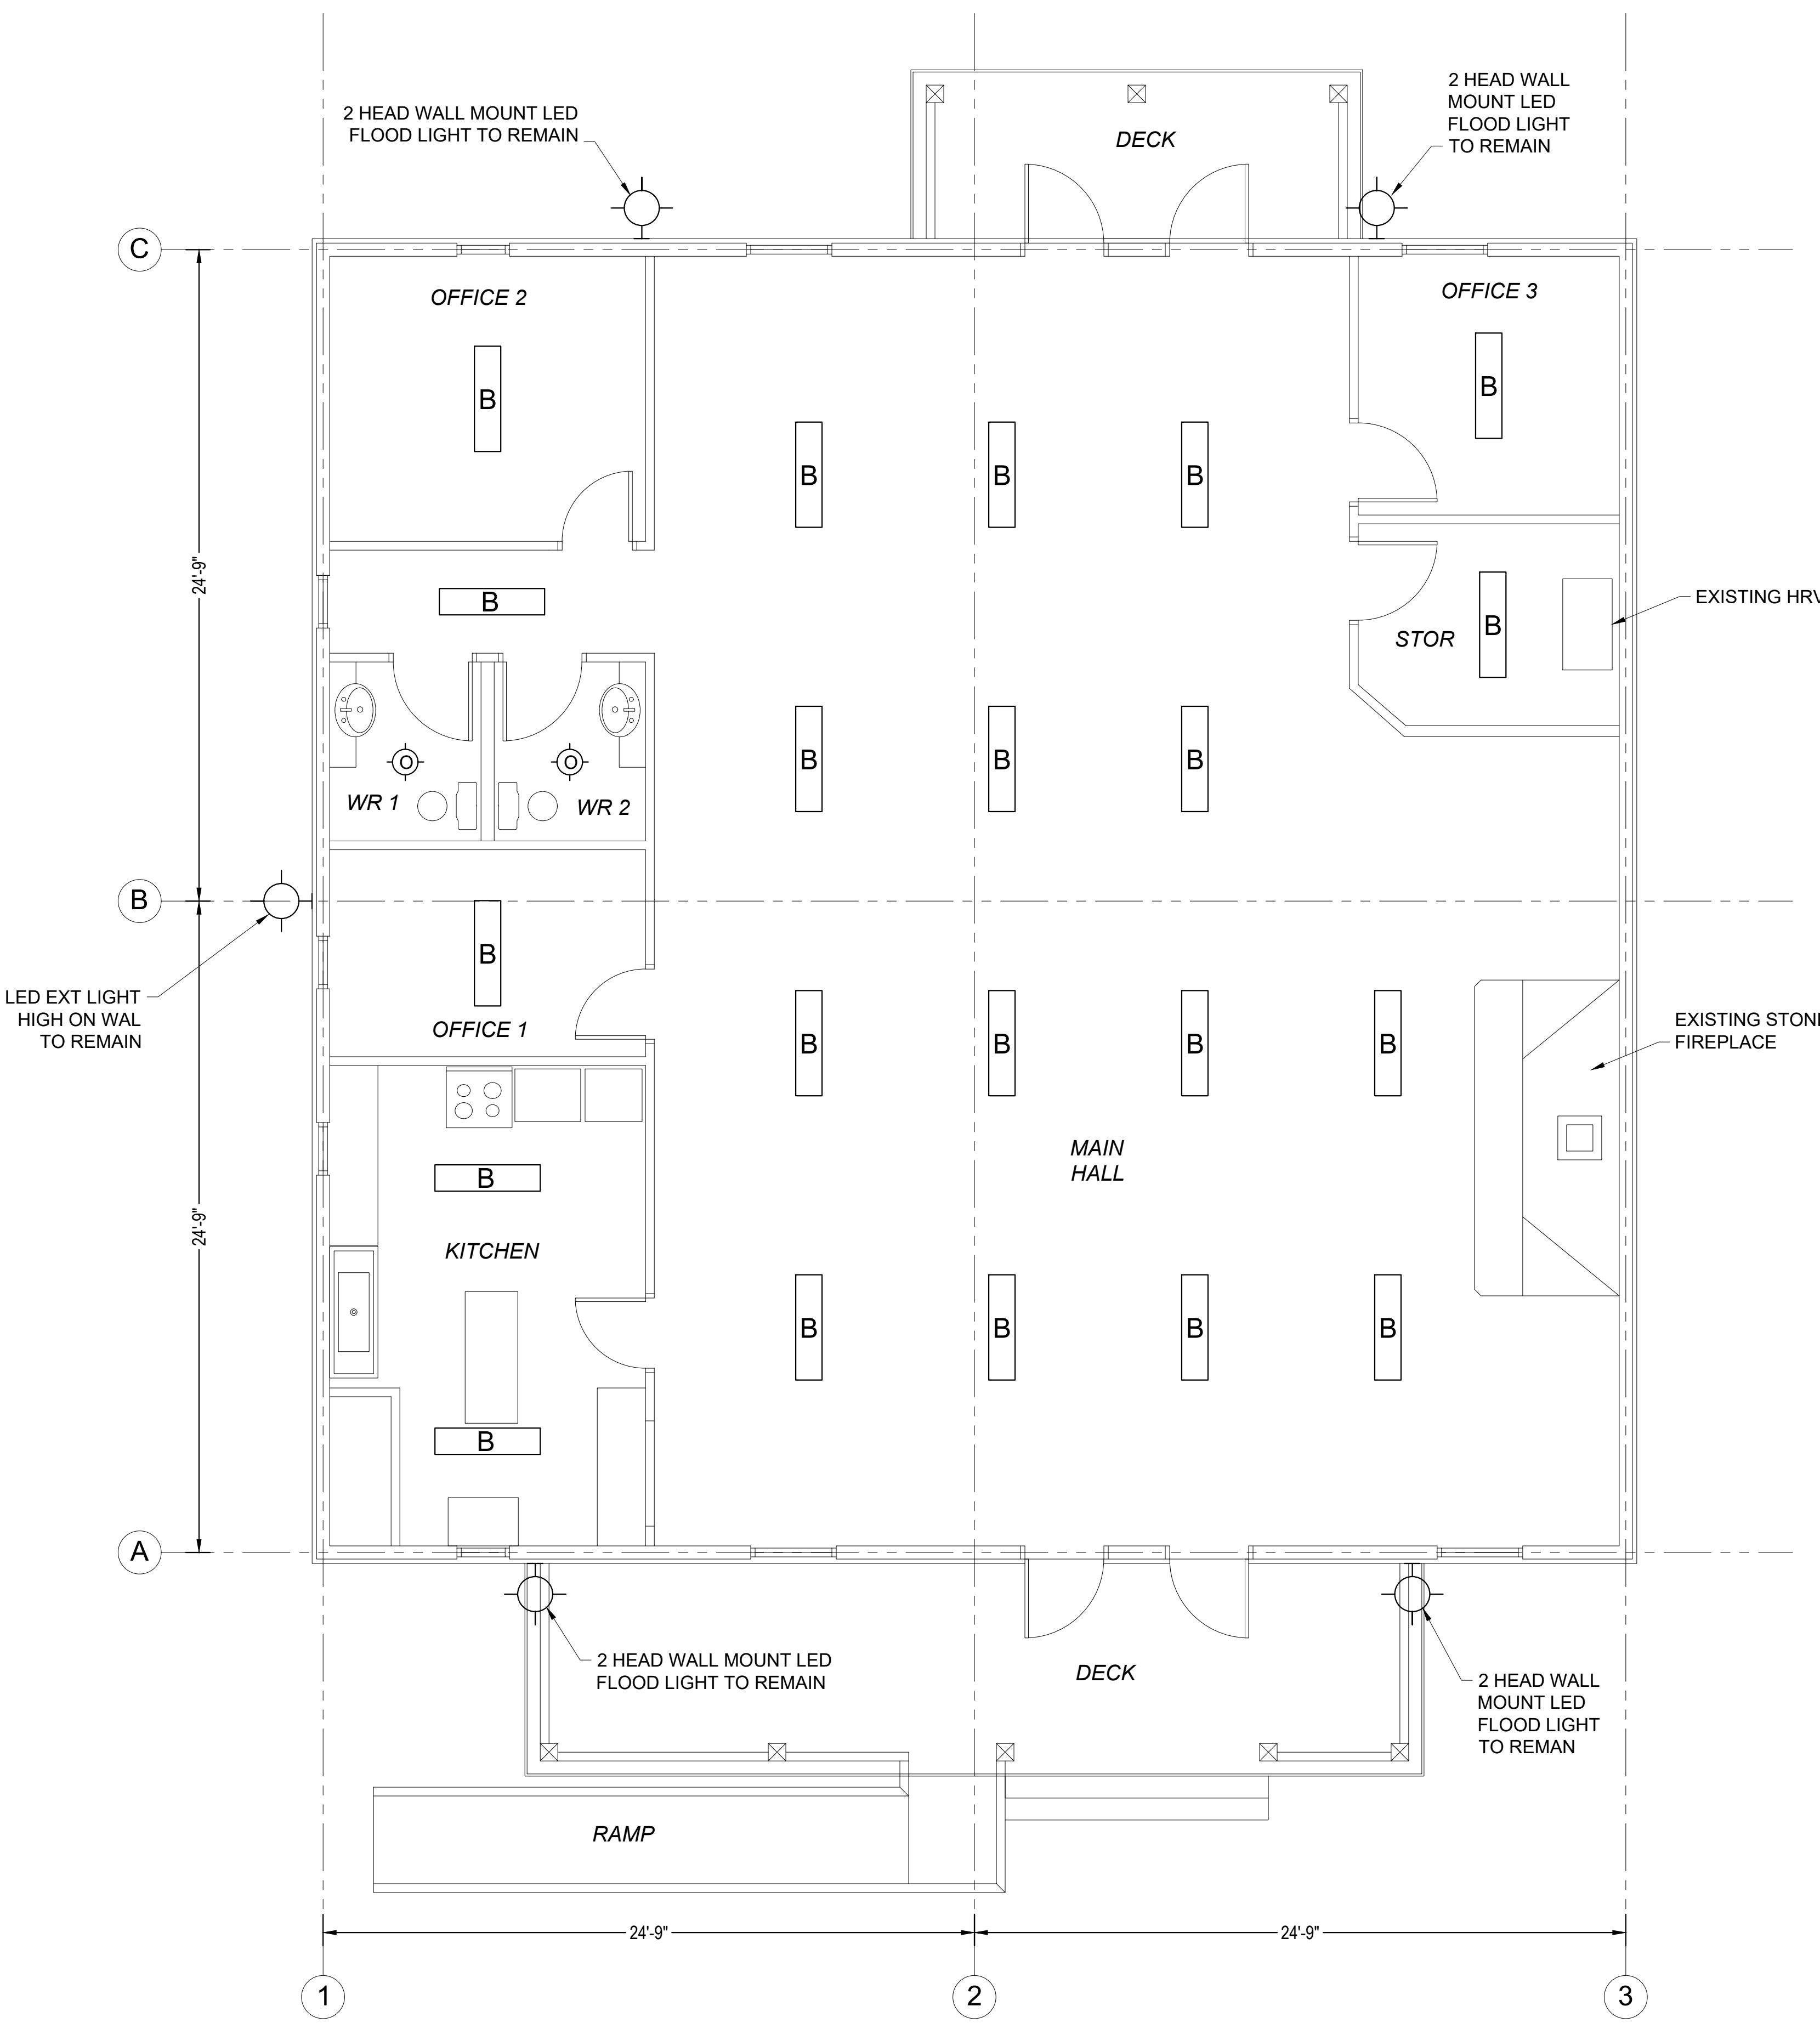 2 HEAD WALL MOUNT LED
FLOOD LIGHT TO REMAIN
2 HEAD WALL
MOUNT LED
FLOOD LIGHT
TO REMAIN
DECK
C
OFFICE 2
OFFICE 3
B
B
B
B
B
24'-9"
B
B
EXISTING HRV
STOR
O
O
WR 1
WR 2
B
B
B
B
B
LED EXT LIGHT
HIGH ON WAL
TO REMAIN
OFFICE 1
B
B
B
B
EXISTING STON
FIREPLACE
MAIN
HALL
B
24'-9"
KITCHEN
B
B
B
B
B
A
2 HEAD WALL MOUNT LED
FLOOD LIGHT TO REMAIN
DECK
2 HEAD WALL
MOUNT LED
FLOOD LIGHT
TO REMAN
RAMP
24'-9"
24'-9"
1
2
3